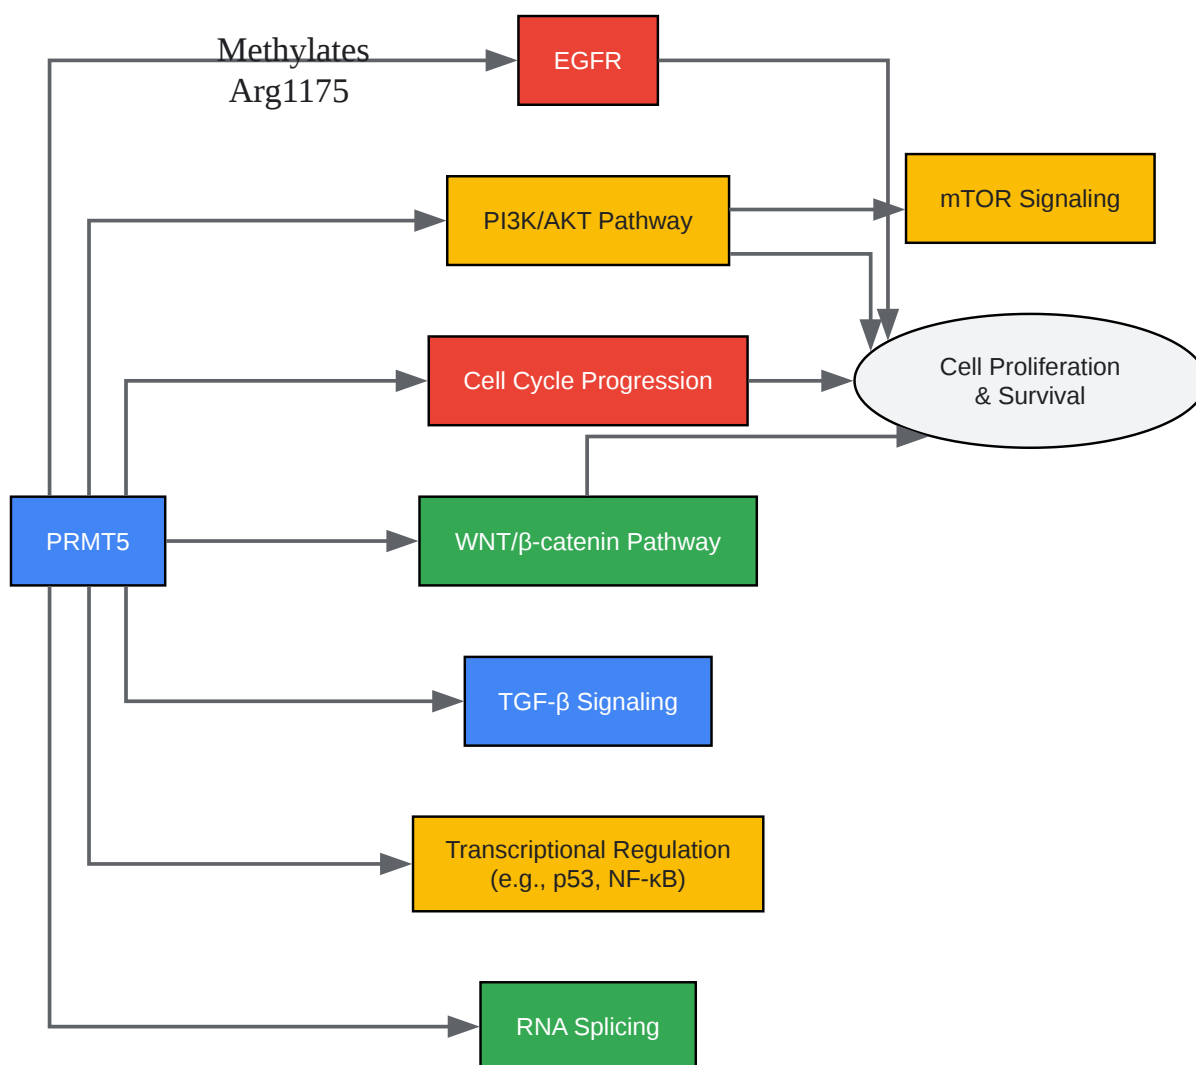 Methylates
Arg1175
EGFR
mTOR Signaling
PI3K/AKT Pathway
Cell Cycle Progression
Cell Proliferation
& Survival
PRMT5
WNT/β-catenin Pathway
TGF-β Signaling
Transcriptional Regulation
(e.g., p53, NF-κB)
RNA Splicing